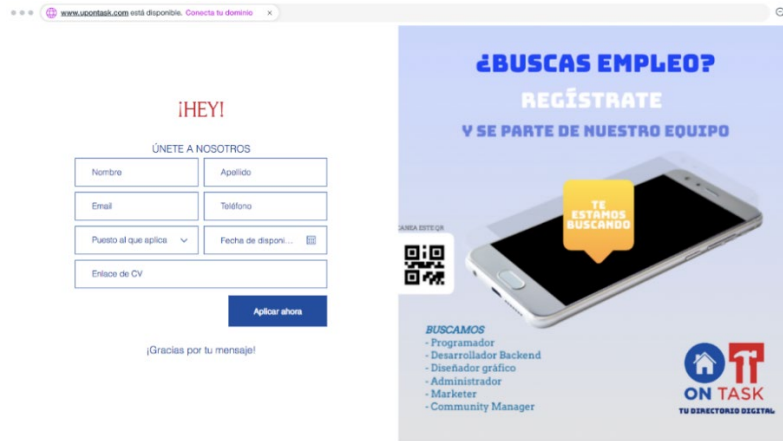 www.upontask.com está disponible. Conecta tu dominio ×
¡HEY!
ÚNETE A NOSOTROS
Nombre
Apellido
Email
Teléfono
Puesto al que aplica
Fecha de disponi...
Enlace de CV
Aplicar ahora
¡Gracias por tu mensaje!
¿BUSCAS EMPLEO?
REGÍSTRATE
Y SE PARTE DE NUESTRO EQUIPO
TE
ESTAMOS
BUSCANDO
ESTE QR
BUSCAMOS
- Programador
- Desarrollador Backend
- Diseñador gráfico
- Administrador
- Marketer
- Community Manager
ON TASK
TU DIRECTORIO DIGITAL